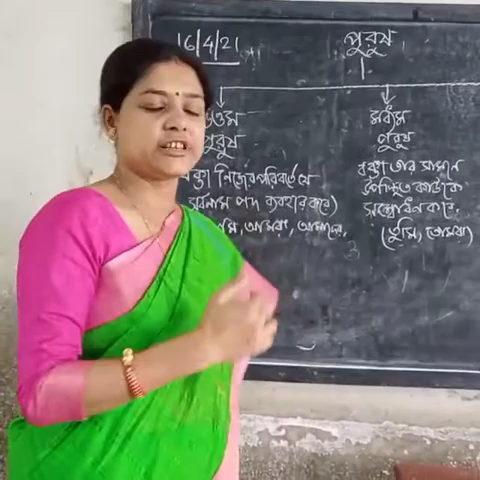 16/4/21
পুরুষ
উত্তম
পুরুষ
মধ্যম
পুরুষ
বক্তা নিজের পরিবর্তে যে
সর্বনাম পদ ব্যবহার করে)
আমরা, আমাদের,
বক্তা তার সামনে
উপস্থিত কাউকে
সম্বোধন করে
(তুমি, তোমরা)